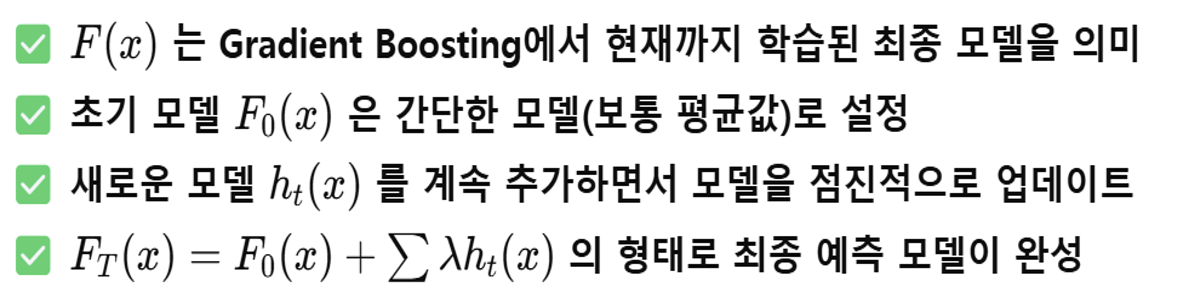 ✅ F(x) 는 Gradient Boosting에서 현재까지 학습된 최종 모델을 의미
✅ 초기 모델 F₀(x) 은 간단한 모델(보통 평균값)로 설정
✅ 새로운 모델 hₜ(x) 를 계속 추가하면서 모델을 점진적으로 업데이트
✅ F_T(x) = F₀(x) + ∑ λhₜ(x) 의 형태로 최종 예측 모델이 완성